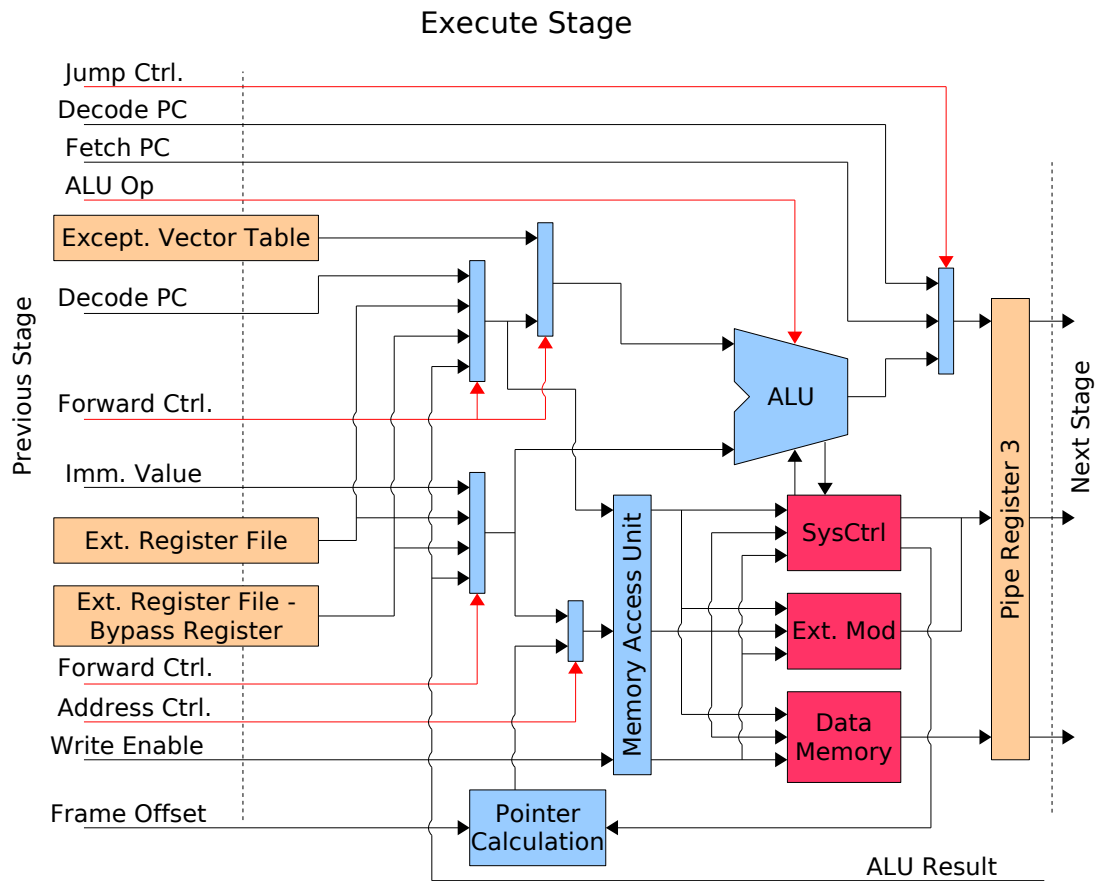 Execute Stage
Jump Ctrl.
Decode PC
Fetch PC
ALU Op
Except. Vector Table
Decode PC
Previous Stage
Forward Ctrl.
ALU
Imm. Value
Ext. Register File
Ext. Register File -
Bypass Register
Forward Ctrl.
Address Ctrl.
Write Enable
Frame Offset
Memory Access Unit
SysCtrl
Ext. Mod
Data
Memory
Pointer
Calculation
Pipe Register 3
Next Stage
ALU Result